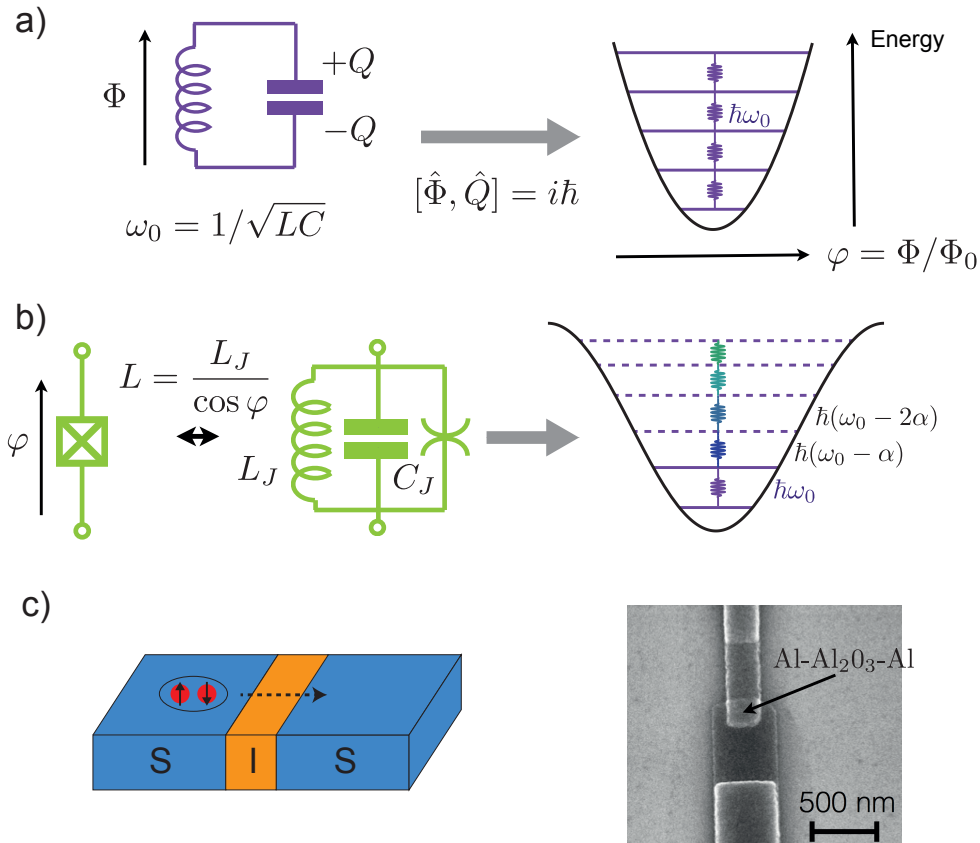 a)
Φ
+Q
−Q
ω₀ = 1/√LC
[Φ̂, Q̂] = iħ
ħω₀
Energy
φ = Φ/Φ₀
b)
φ
L = L_J / cos φ
L_J
C_J
ħ(ω₀ − 2α)
ħ(ω₀ − α)
ħω₀
c)
S
I
S
Al-Al₂0₃-Al
500 nm